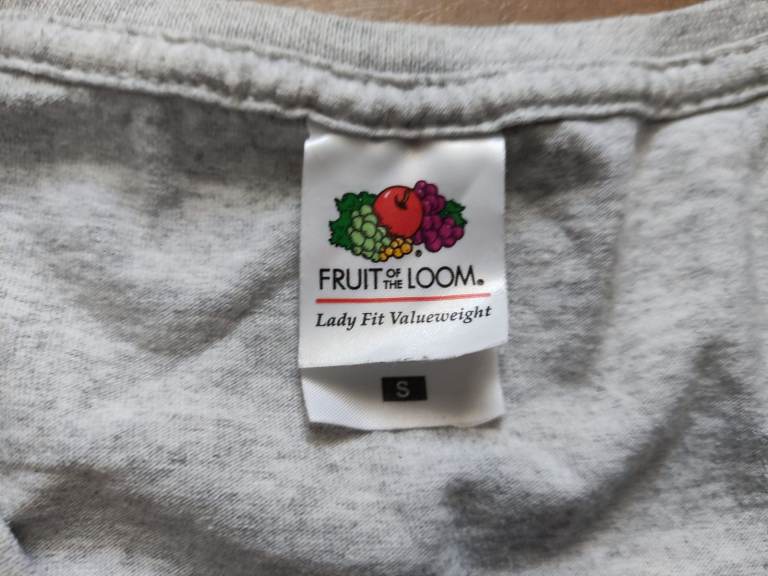 ®
FRUIT OF THE LOOM®
Lady Fit Valueweight
S